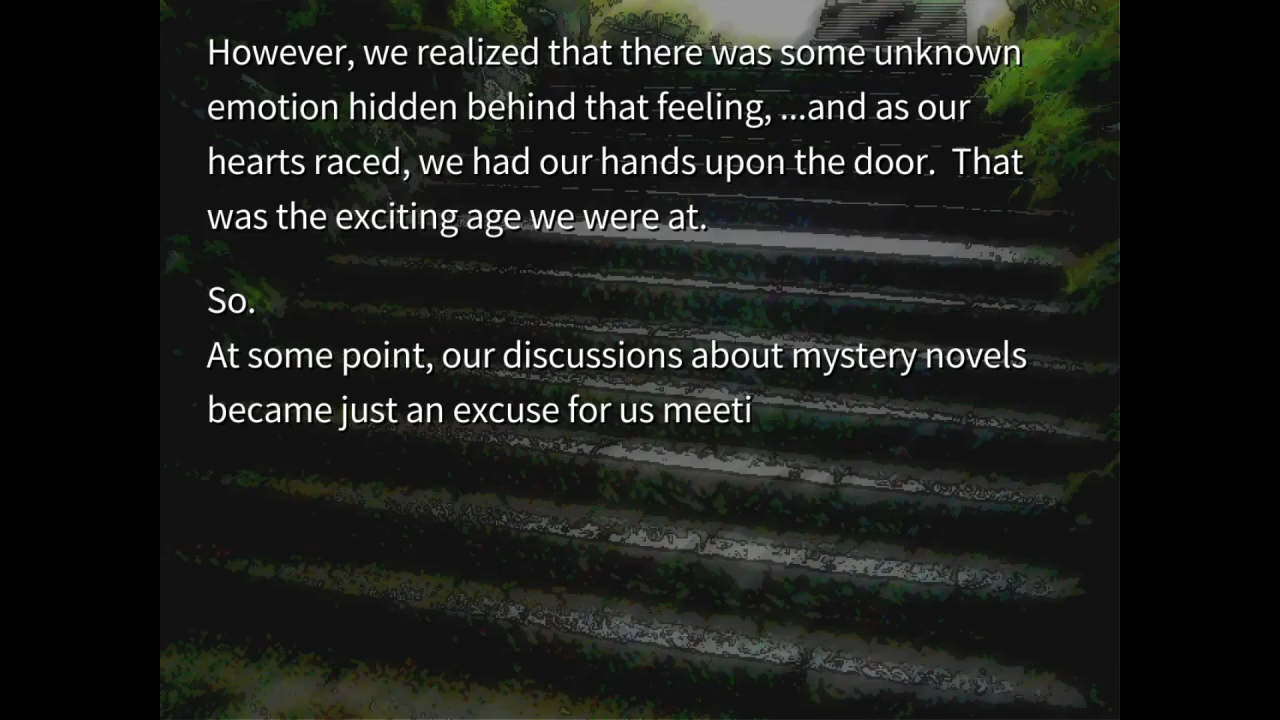 However, we realized that there was some unknown
emotion hidden behind that feeling, ...and as our
hearts raced, we had our hands upon the door.  That
was the exciting age we were at.
So.
At some point, our discussions about mystery novels
became just an excuse for us meeti